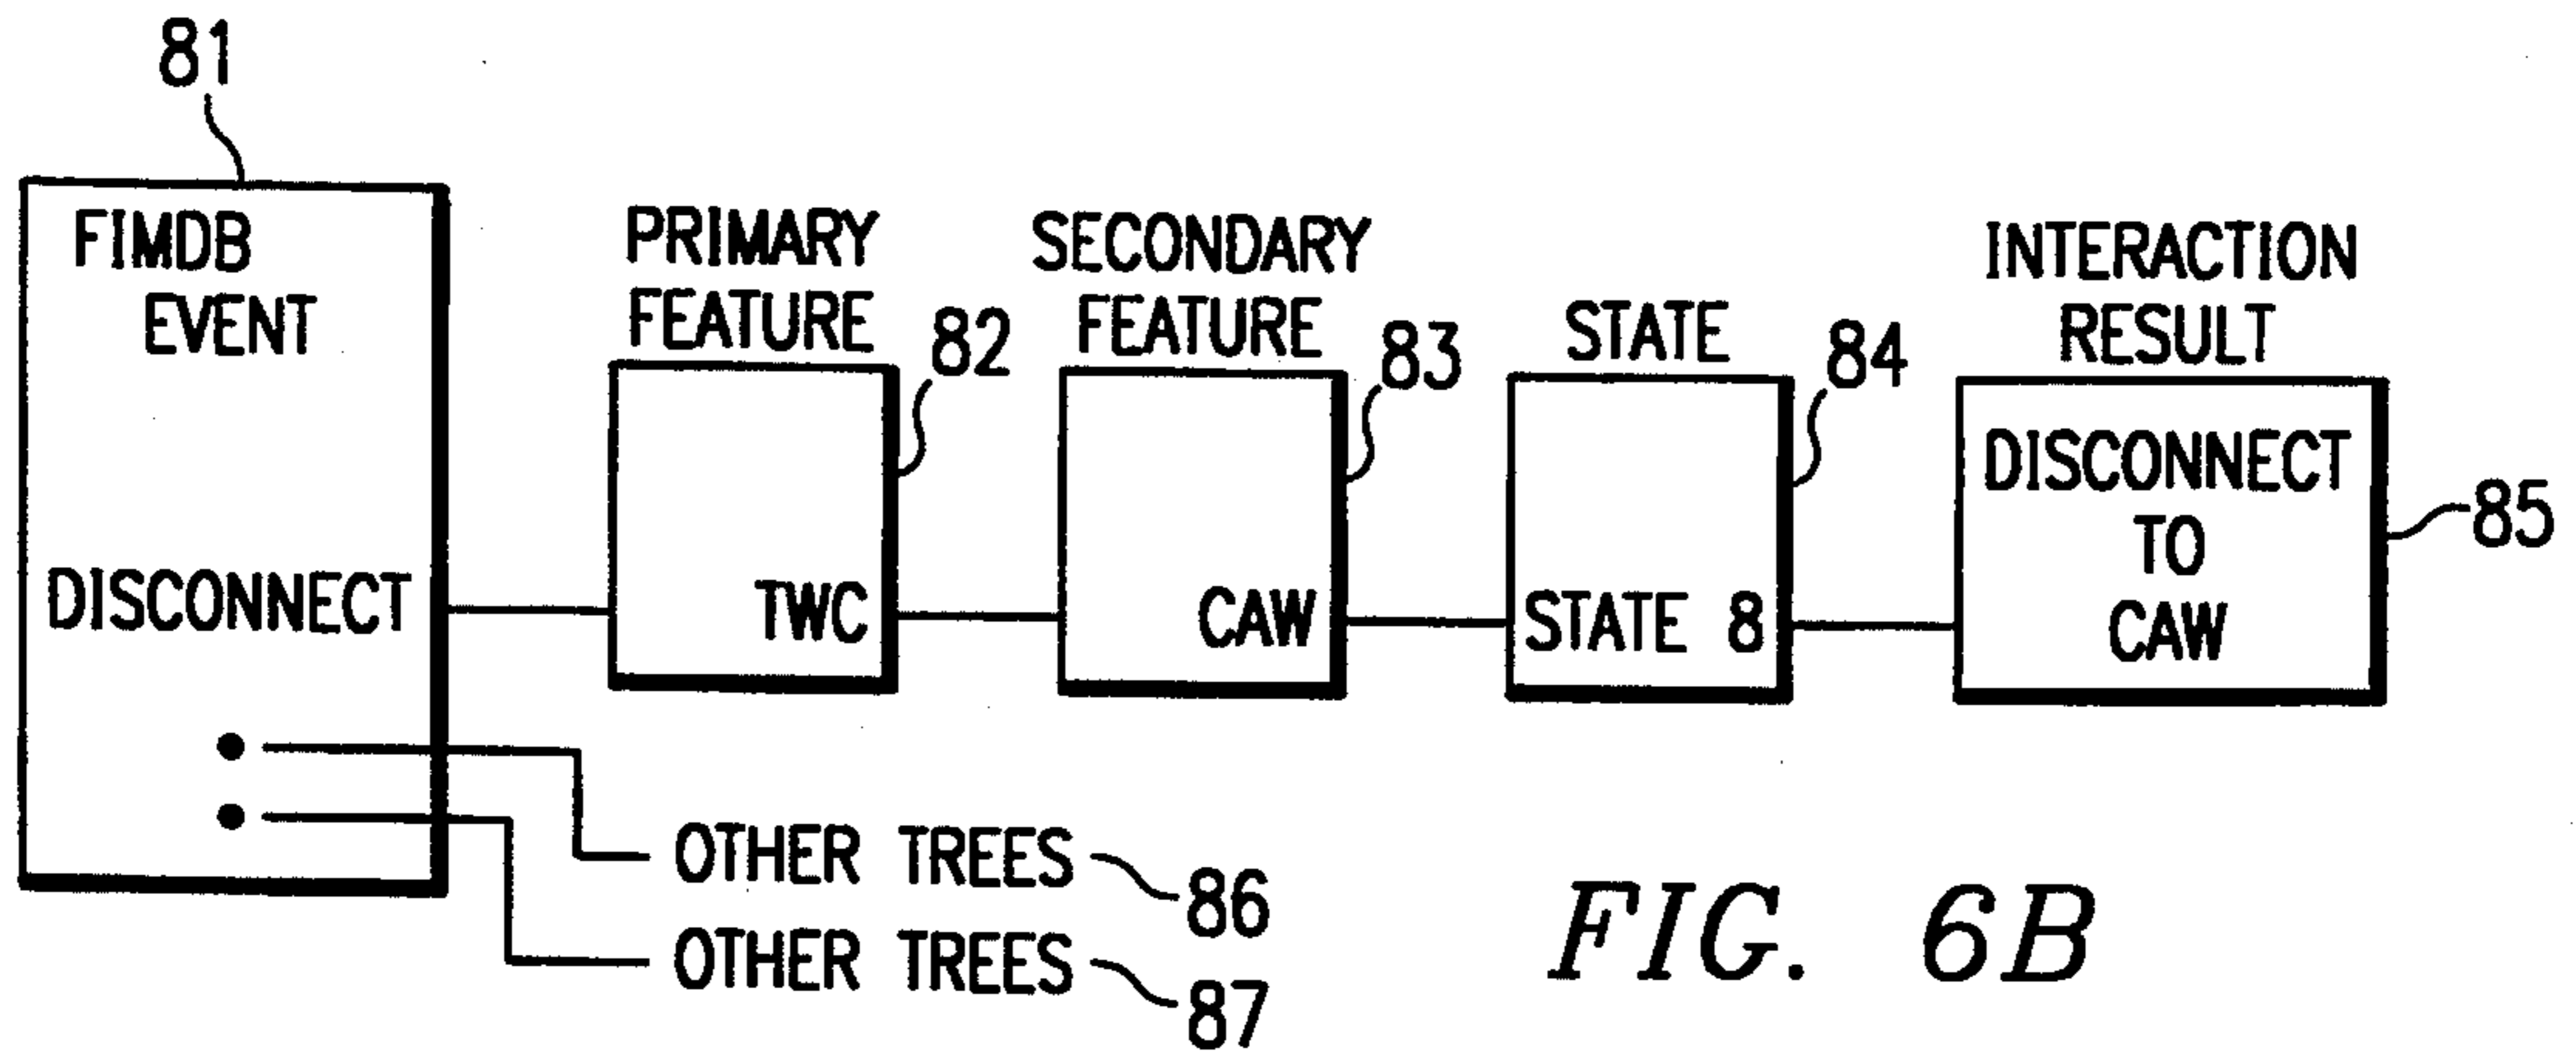 81
FIMDB
EVENT
DISCONNECT
PRIMARY
FEATURE
82
TWC
SECONDARY
FEATURE
83
CAW
STATE
84
STATE 8
INTERACTION
RESULT
DISCONNECT
TO
CAW
85
OTHER TREES
86
OTHER TREES
87
FIG. 6B